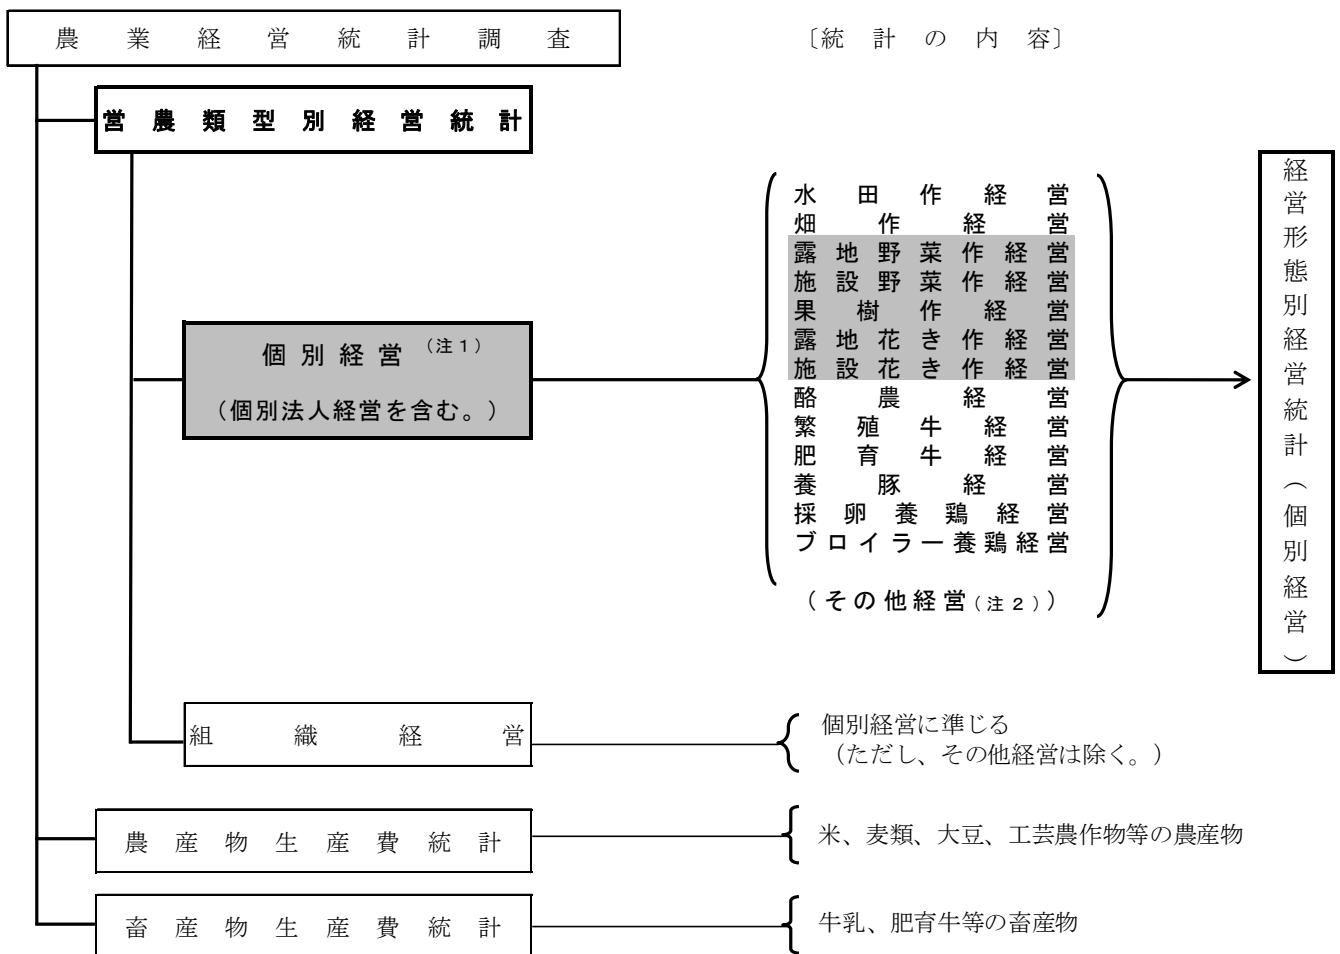 農業経営統計調査
〔統計の内容〕
営農類型別経営統計
個別経営（注１）
（個別法人経営を含む。）
水田作経営
畑作経営
露地野菜作経営
施設野菜作経営
果樹作経営
露地花き作経営
施設花き作経営
酪農経営
繁殖牛経営
肥育牛経営
養豚経営
採卵養鶏経営
ブロイラー養鶏経営
（その他経営（注２））
経営形態別経営統計（個別経営）
組織経営
個別経営に準じる
（ただし、その他経営は除く。）
農産物生産費統計
米、麦類、大豆、工芸農作物等の農産物
畜産物生産費統計
牛乳、肥育牛等の畜産物